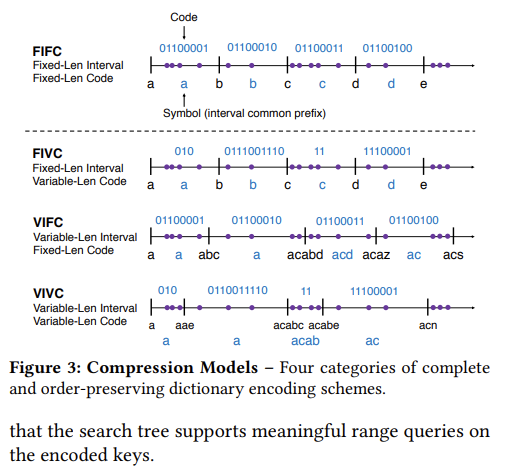 Code
01100001 01100010 01100011 01100100
FIFC
Fixed-Len Interval
Fixed-Len Code
a a b b c c d d e
Symbol (interval common prefix)
010 0111001110 11 11100001
FIVC
Fixed-Len Interval
Variable-Len Code
a a b b c c d d e
01100001 01100010 01100011 01100100
VIFC
Variable-Len Interval
Fixed-Len Code
a a abc a acabd acd acaz ac acs
010 0110011110 11 11100001
VIVC
Variable-Len Interval
Variable-Len Code
a aae acabc acabe acn
a a acab ac
Figure 3: Compression Models – Four categories of complete
and order-preserving dictionary encoding schemes.
that the search tree supports meaningful range queries on
the encoded keys.